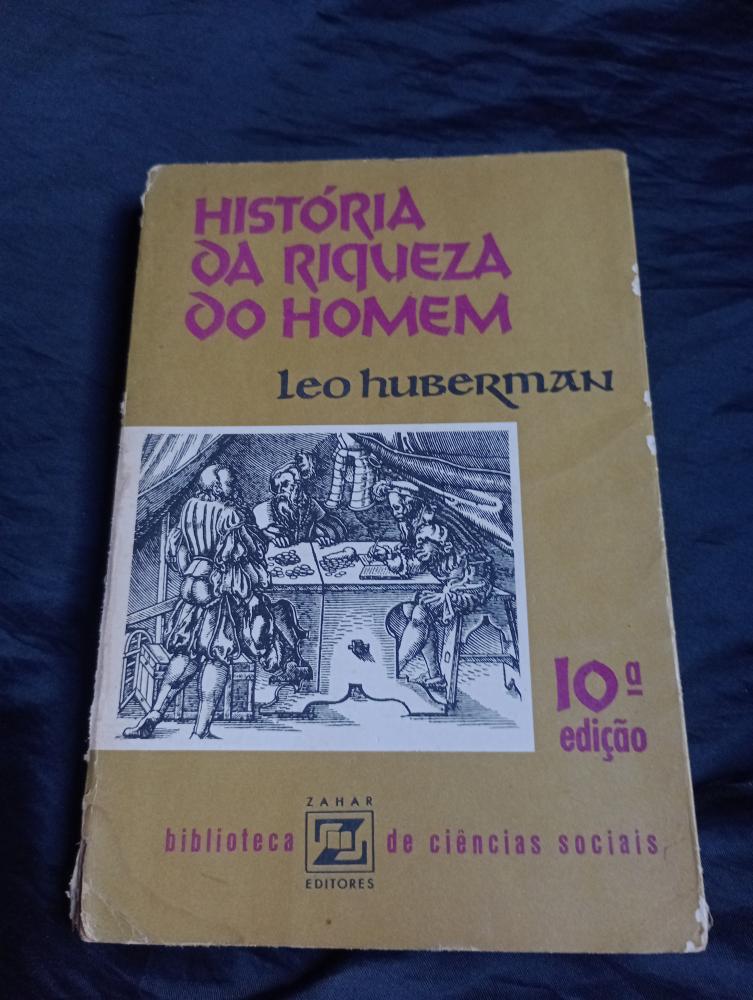 HISTÓRIA
DA RIQUEZA
DO HOMEM
Leo Huberman
10ª
edição
ZAHAR
biblioteca de ciências sociais
EDITORES